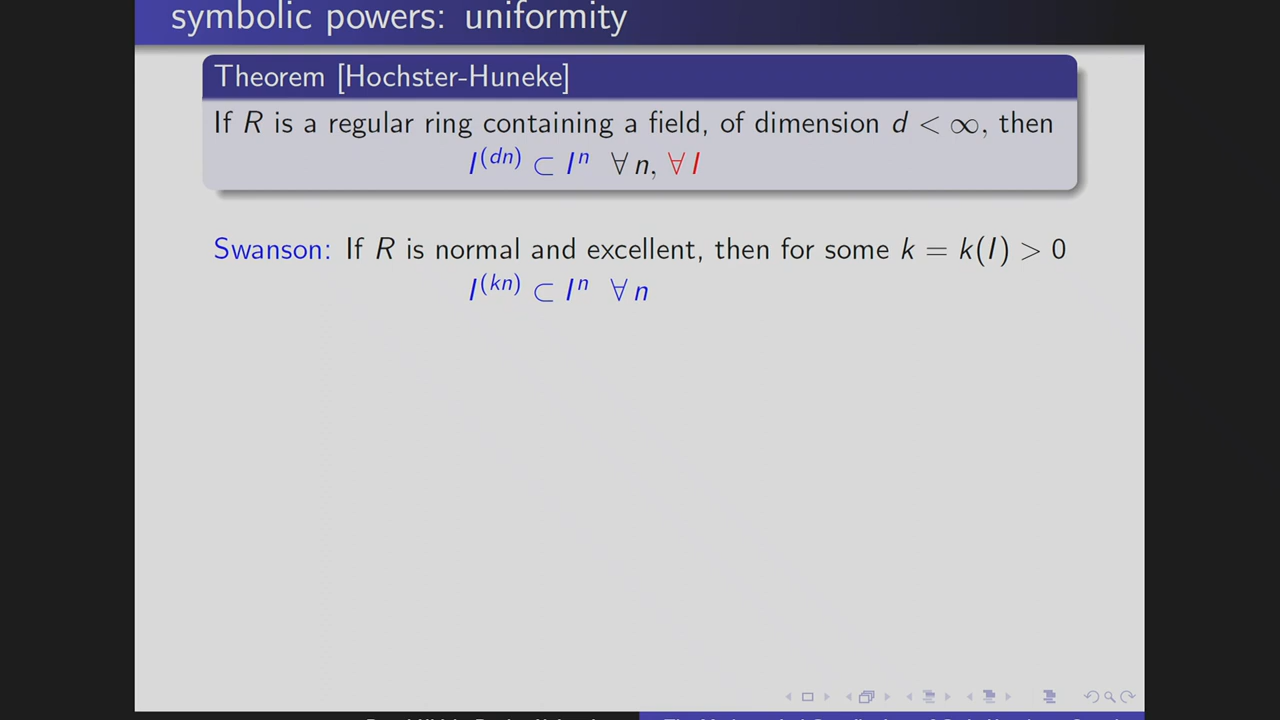 symbolic powers: uniformity
Theorem [Hochster-Huneke]
If R is a regular ring containing a field, of dimension d < ∞, then
I^(dn) ⊂ I^n ∀ n, ∀ I
Swanson: If R is normal and excellent, then for some k = k(I) > 0
I^(kn) ⊂ I^n ∀ n